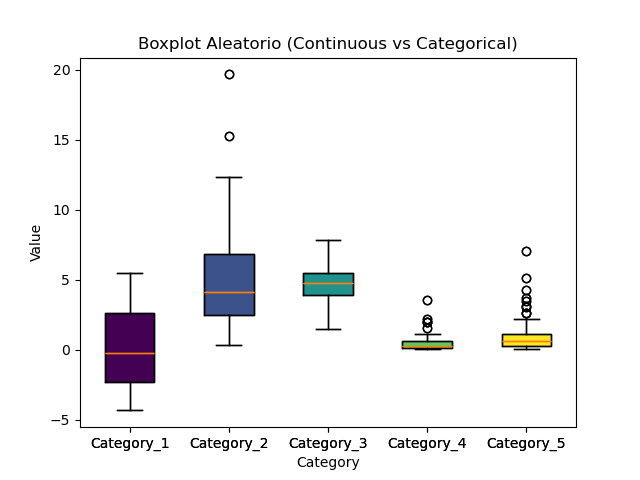 Boxplot Aleatorio (Continuous vs Categorical)
20
15
10
5
0
−5
Value
Category_1 Category_2 Category_3 Category_4 Category_5
Category